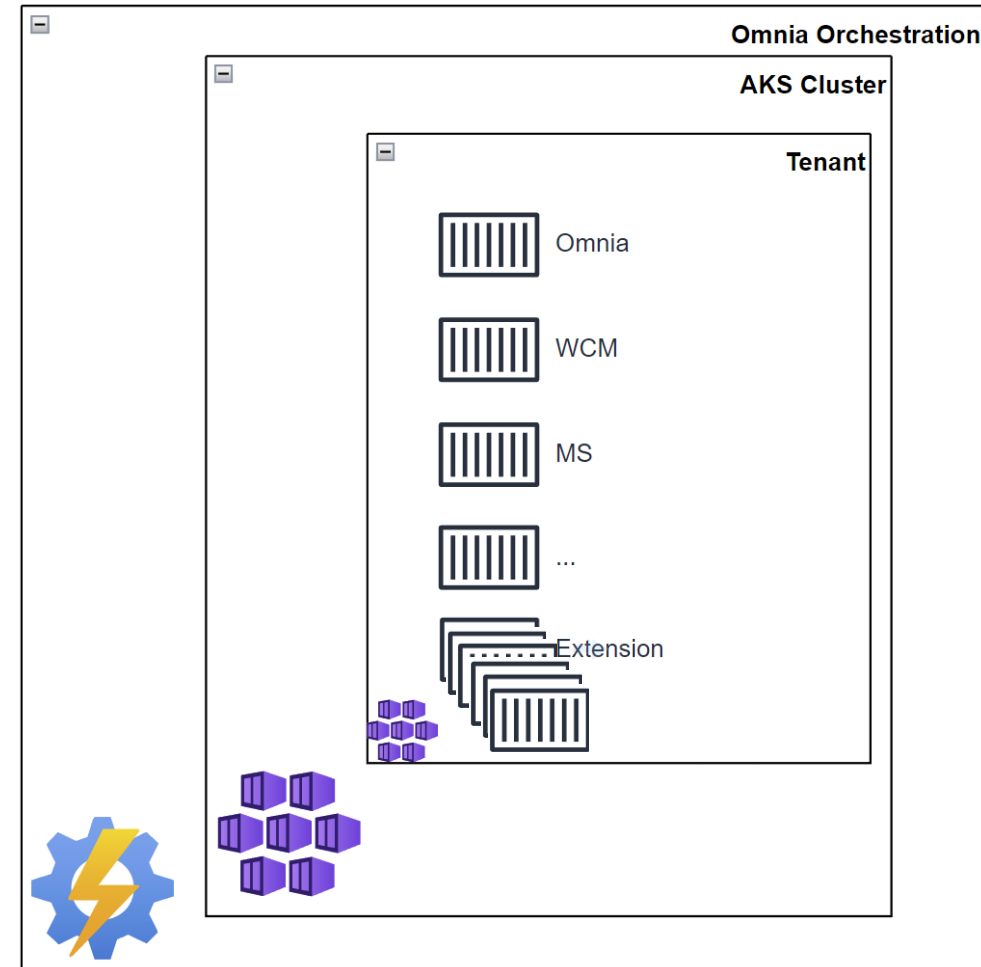 Omnia Orchestration
AKS Cluster
Tenant
Omnia
WCM
MS
...
Extension